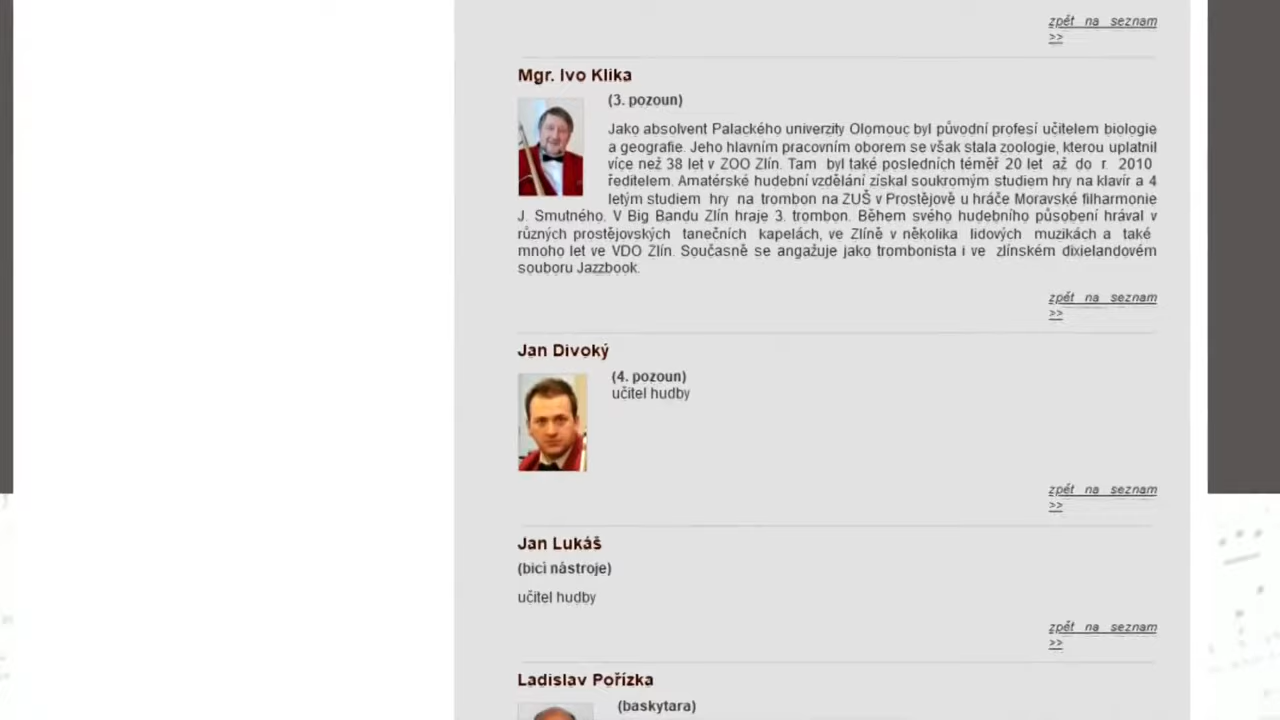 zpět na seznam
>>
Mgr. Ivo Klika
(3. pozoun)
Jako absolvent Palackého univerzity Olomouc byl původní profesí učitelem biologie
a geografie. Jeho hlavním pracovním oborem se však stala zoologie, kterou uplatnil
více než 38 let v ZOO Zlín. Tam byl také posledních téměř 20 let až do r. 2010
ředitelem. Amatérské hudební vzdělání získal soukromým studiem hry na klavír a 4
letým studiem hry na trombon na ZUŠ v Prostějově u hráče Moravské filharmonie
J. Smutného. V Big Bandu Zlín hraje 3. trombon. Během svého hudebního působení hrával v
různých prostějovských tanečních kapelách, ve Zlíně v několika lidových muzikách a také
mnoho let ve VDO Zlín. Současně se angažuje jako trombonista i ve zlínském dixielandovém
souboru Jazzbook.
zpět na seznam
>>
Jan Divoký
(4. pozoun)
učitel hudby
zpět na seznam
>>
Jan Lukáš
(bicí nástroje)
učitel hudby
zpět na seznam
>>
Ladislav Pořízka
(baskytara)